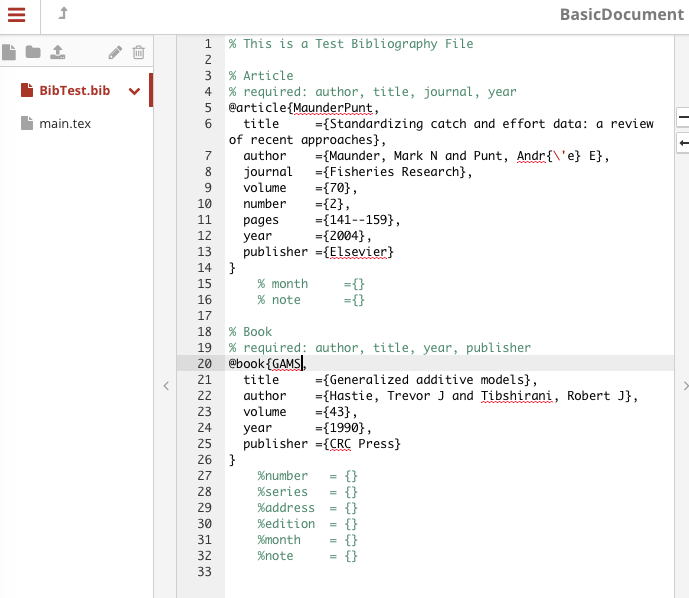 BasicDocument
BibTest.bib
main.tex
1 % This is a Test Bibliography File
2
3 % Article
4 % required: author, title, journal, year
5 @article{MaunderPunt,
6 title ={Standardizing catch and effort data: a review
of recent approaches},
7 author ={Maunder, Mark N and Punt, Andr{\'e} E},
8 journal ={Fisheries Research},
9 volume ={70},
10 number ={2},
11 pages ={141--159},
12 year ={2004},
13 publisher ={Elsevier}
14 }
15 % month ={}
16 % note ={}
17
18 % Book
19 % required: author, title, year, publisher
20 @book{GAMS,
21 title ={Generalized additive models},
22 author ={Hastie, Trevor J and Tibshirani, Robert J},
23 volume ={43},
24 year ={1990},
25 publisher ={CRC Press}
26 }
27 %number = {}
28 %series = {}
29 %address = {}
30 %edition = {}
31 %month = {}
32 %note = {}
33